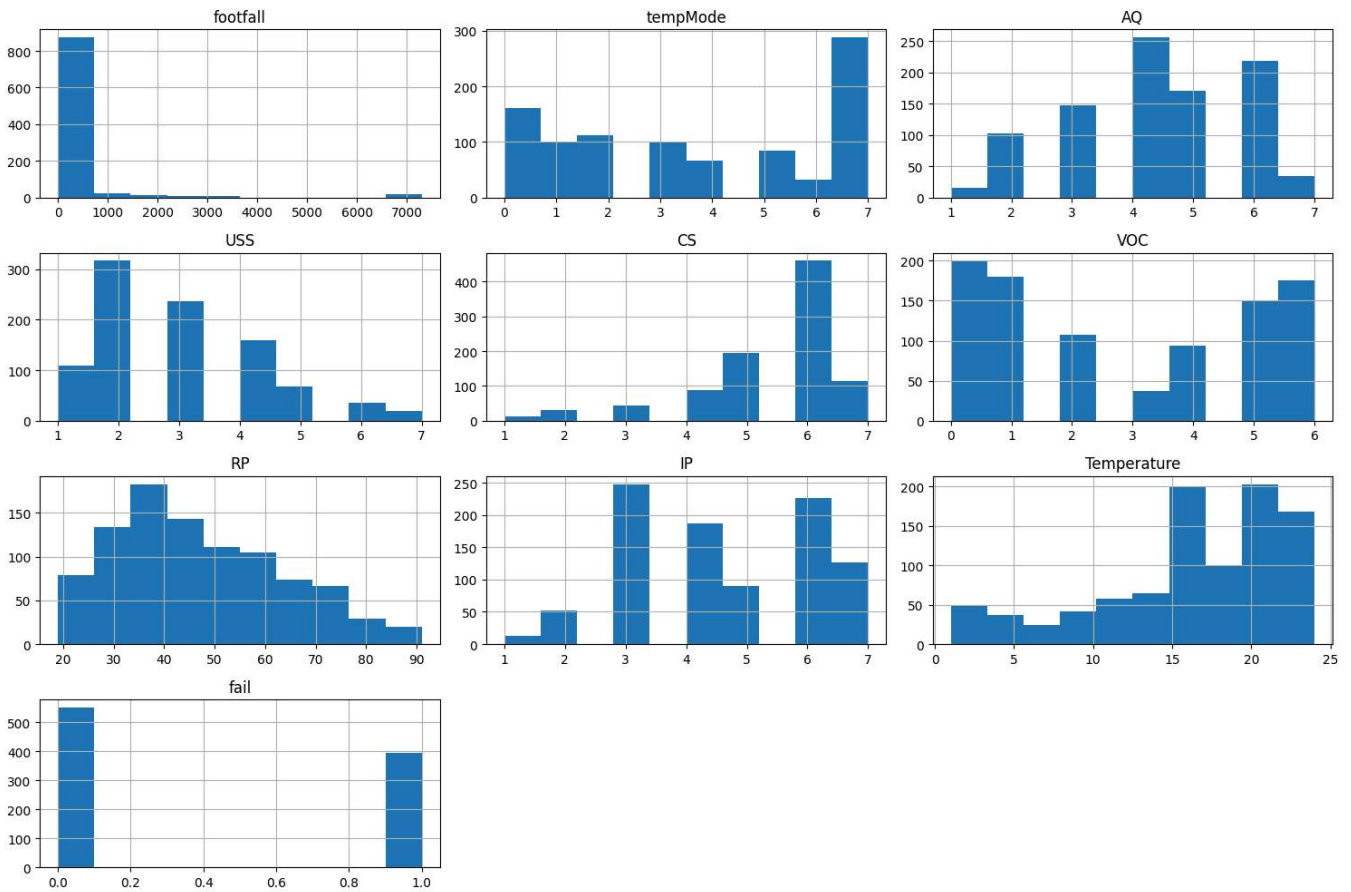 footfall
800
600
400
200
0
0 1000 2000 3000 4000 5000 6000 7000
tempMode
300
200
100
0
0 1 2 3 4 5 6 7
AQ
250
200
150
100
50
0
1 2 3 4 5 6 7
USS
300
200
100
0
1 2 3 4 5 6 7
CS
400
300
200
100
0
1 2 3 4 5 6 7
VOC
200
150
100
50
0
0 1 2 3 4 5 6
RP
150
100
50
0
20 30 40 50 60 70 80 90
IP
250
200
150
100
50
0
1 2 3 4 5 6 7
Temperature
200
150
100
50
0
0 5 10 15 20 25
fail
500
400
300
200
100
0
0.0 0.2 0.4 0.6 0.8 1.0